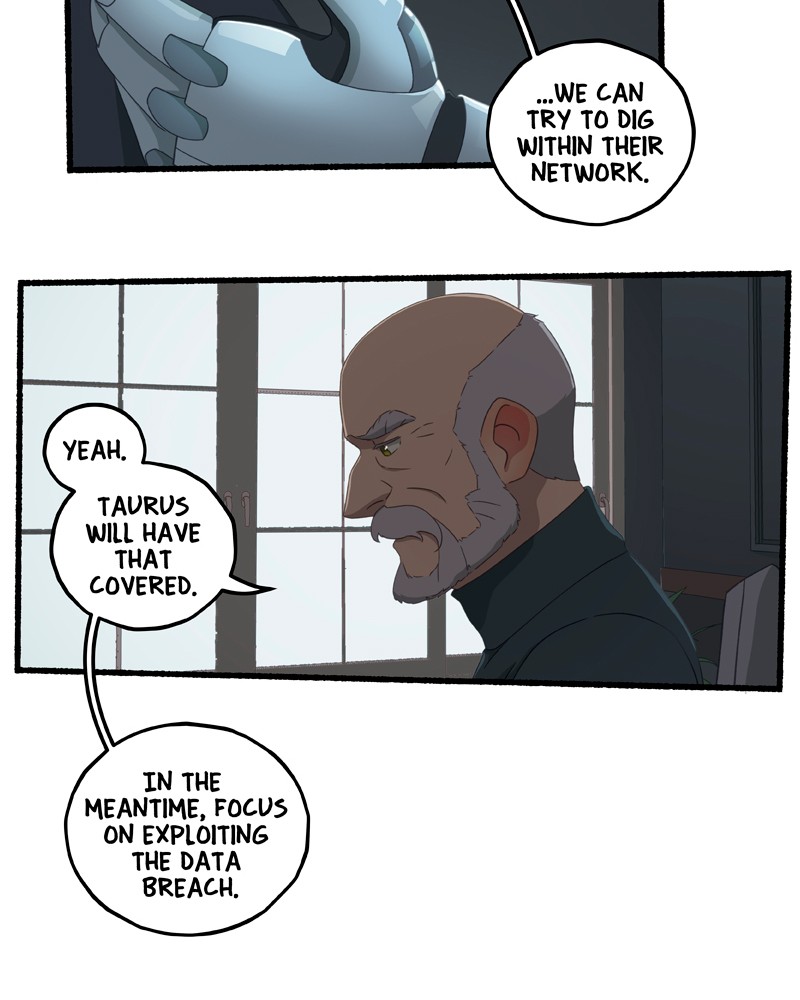 ...WE CAN
TRY TO DIG
WITHIN THEIR
NETWORK.
YEAH.
TAURUS
WILL HAVE
THAT
COVERED.
IN THE
MEANTIME, FOCUS
ON EXPLOITING
THE DATA
BREACH.